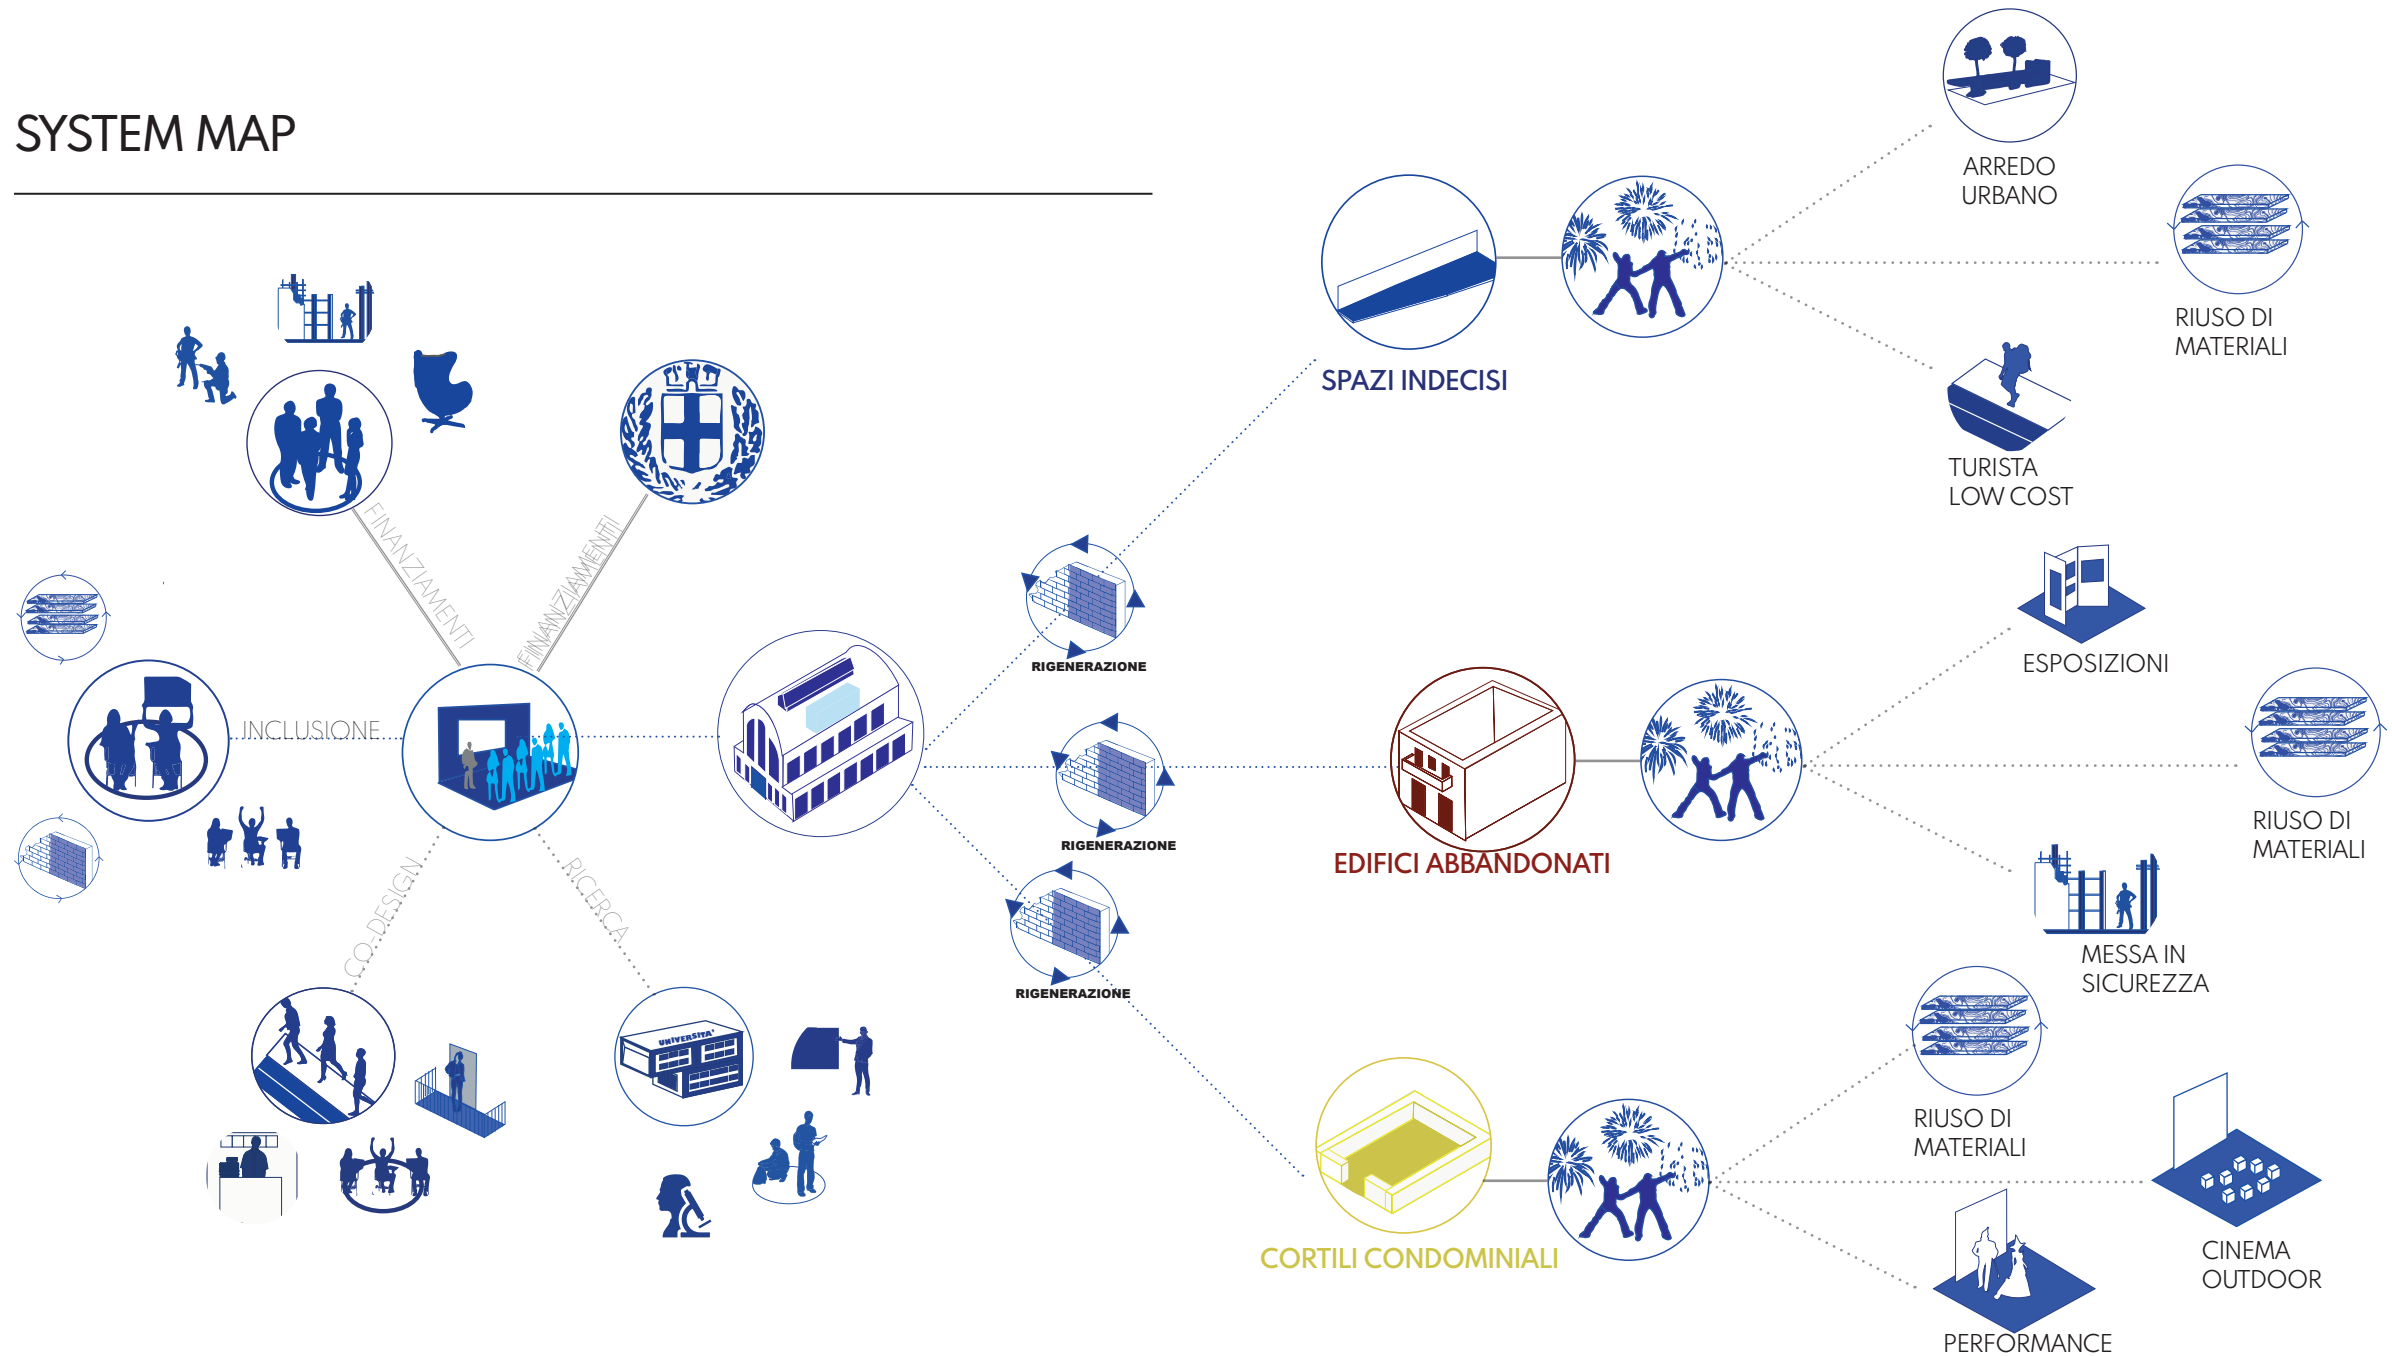 SYSTEM MAP
ARREDO
URBANO
RIUSO DI
MATERIALI
SPAZI INDECISI
TURISTA
LOW COST
FINANZIAMENTI
FINANZIAMENTI
RIGENERAZIONE
ESPOSIZIONI
INCLUSIONE
RIUSO DI
MATERIALI
RIGENERAZIONE
EDIFICI ABBANDONATI
CO-DESIGN
RICERCA
MESSA IN
SICUREZZA
RIGENERAZIONE
UNIVERSITA'
RIUSO DI
MATERIALI
CORTILI CONDOMINIALI
CINEMA
OUTDOOR
PERFORMANCE